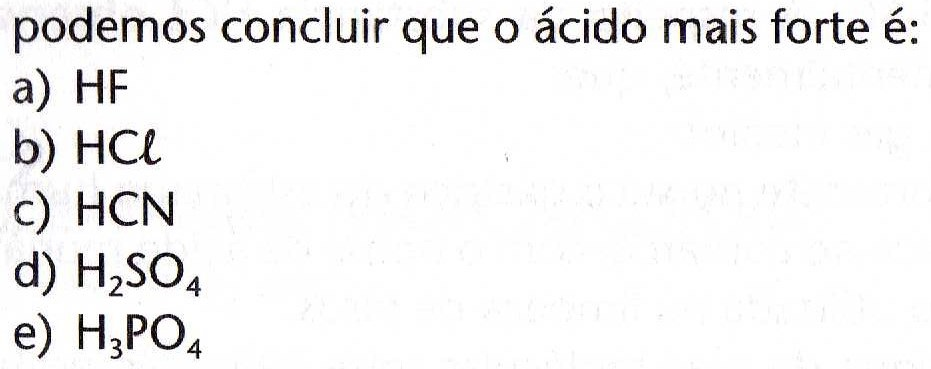 podemos concluir que o ácido mais forte é:
a) HF
b) HCℓ
c) HCN
d) H₂SO₄
e) H₃PO₄